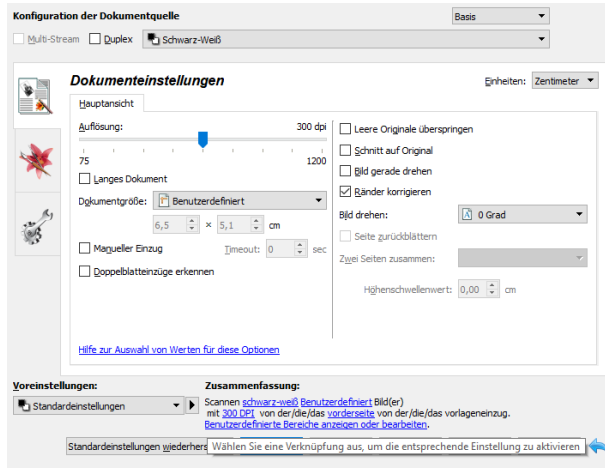 Konfiguration der Dokumentquelle
Basis
Multi-Stream Duplex Schwarz-Weiß
Dokumenteinstellungen
Einheiten: Zentimeter
Hauptansicht
Auflösung: 300 dpi
75 1200
Langes Dokument
Dokumentgröße: Benutzerdefiniert
6,5 × 5,1 cm
Manueller Einzug Timeout: 0 sec
Doppelblatteinzüge erkennen
Leere Originale überspringen
Schnitt auf Original
Bild gerade drehen
Ränder korrigieren
Bild drehen: 0 Grad
Seite zurückblättern
Zwei Seiten zusammen:
Höhenschwellenwert: 0,00 cm
Hilfe zur Auswahl von Werten für diese Optionen
Voreinstellungen:
Standardeinstellungen
Zusammenfassung:
Scannen schwarz-weiß Benutzerdefiniert Bild(er)
mit 300 DPI von der/die/das vorderseite von der/die/das vorlageneinzug.
Benutzerdefinierte Bereiche anzeigen oder bearbeiten.
Standardeinstellungen wiederhers
Wählen Sie eine Verknüpfung aus, um die entsprechende Einstellung zu aktivieren